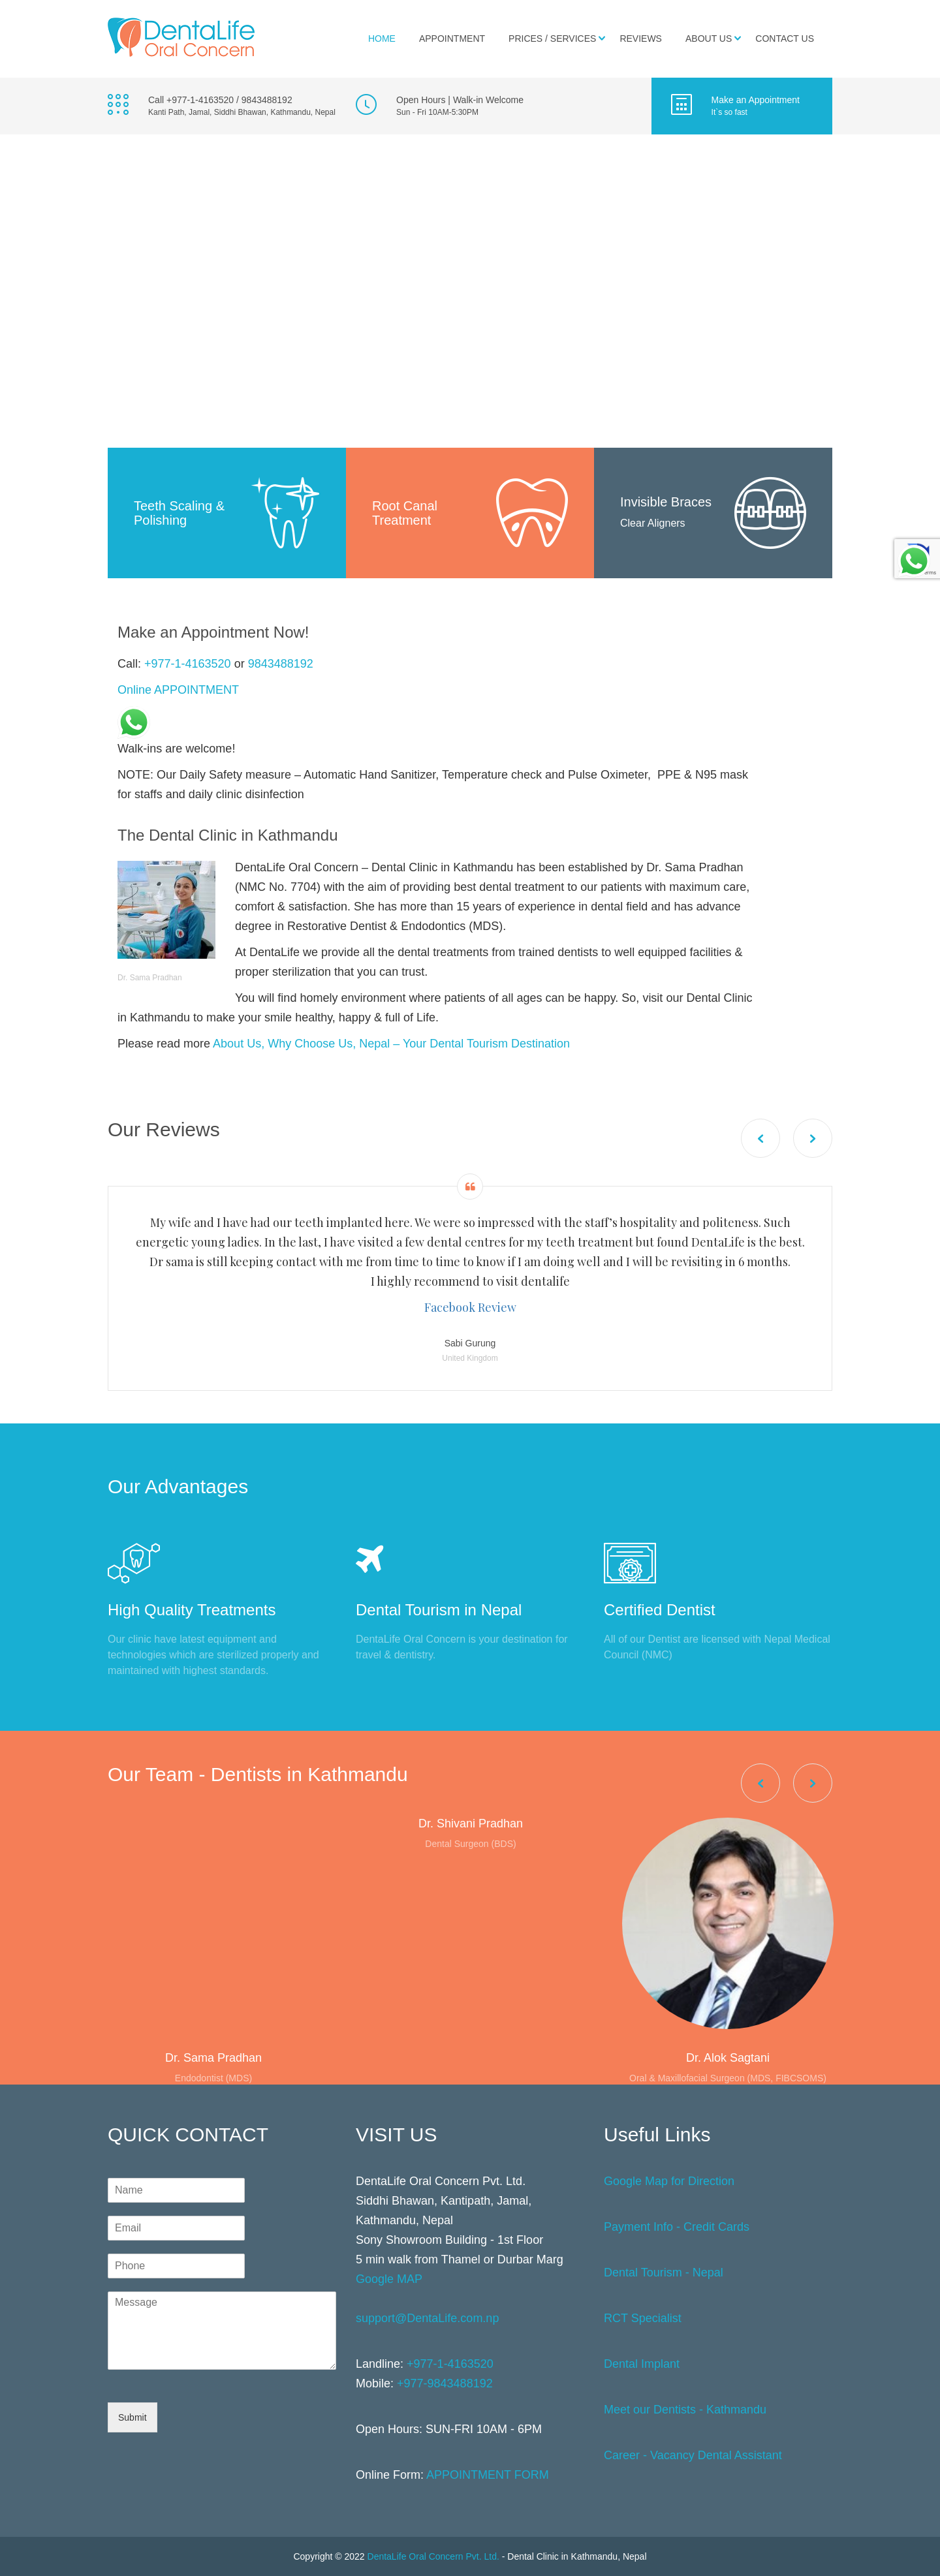 DentaLife
Oral Concern
HOME
APPOINTMENT
PRICES / SERVICES
REVIEWS
ABOUT US
CONTACT US
Call +977-1-4163520 / 9843488192
Kanti Path, Jamal, Siddhi Bhawan, Kathmandu, Nepal
Open Hours | Walk-in Welcome
Sun - Fri 10AM-5:30PM
Make an Appointment
It`s so fast
Teeth Scaling &
Polishing
Root Canal
Treatment
Invisible Braces
Clear Aligners
Make an Appointment Now!
Call: +977-1-4163520 or 9843488192
Online APPOINTMENT
Walk-ins are welcome!
NOTE: Our Daily Safety measure – Automatic Hand Sanitizer, Temperature check and Pulse Oximeter,  PPE & N95 mask
for staffs and daily clinic disinfection
The Dental Clinic in Kathmandu
DentaLife Oral Concern – Dental Clinic in Kathmandu has been established by Dr. Sama Pradhan
(NMC No. 7704) with the aim of providing best dental treatment to our patients with maximum care,
comfort & satisfaction. She has more than 15 years of experience in dental field and has advance
degree in Restorative Dentist & Endodontics (MDS).
At DentaLife we provide all the dental treatments from trained dentists to well equipped facilities &
proper sterilization that you can trust.
Dr. Sama Pradhan
You will find homely environment where patients of all ages can be happy. So, visit our Dental Clinic
in Kathmandu to make your smile healthy, happy & full of Life.
Please read more About Us, Why Choose Us, Nepal – Your Dental Tourism Destination
Our Reviews
My wife and I have had our teeth implanted here. We were so impressed with the staff's hospitality and politeness. Such
energetic young ladies. In the last, I have visited a few dental centres for my teeth treatment but found DentaLife is the best.
Dr sama is still keeping contact with me from time to time to know if I am doing well and I will be revisiting in 6 months.
I highly recommend to visit dentalife
Facebook Review
Sabi Gurung
United Kingdom
Our Advantages
High Quality Treatments
Our clinic have latest equipment and
technologies which are sterilized properly and
maintained with highest standards.
Dental Tourism in Nepal
DentaLife Oral Concern is your destination for
travel & dentistry.
Certified Dentist
All of our Dentist are licensed with Nepal Medical
Council (NMC)
Our Team - Dentists in Kathmandu
Dr. Shivani Pradhan
Dental Surgeon (BDS)
Dr. Sama Pradhan
Endodontist (MDS)
Dr. Alok Sagtani
Oral & Maxillofacial Surgeon (MDS, FIBCSOMS)
QUICK CONTACT
Name
Email
Phone
Message
Submit
VISIT US
DentaLife Oral Concern Pvt. Ltd.
Siddhi Bhawan, Kantipath, Jamal,
Kathmandu, Nepal
Sony Showroom Building - 1st Floor
5 min walk from Thamel or Durbar Marg
Google MAP
support@DentaLife.com.np
Landline: +977-1-4163520
Mobile: +977-9843488192
Open Hours: SUN-FRI 10AM - 6PM
Online Form: APPOINTMENT FORM
Useful Links
Google Map for Direction
Payment Info - Credit Cards
Dental Tourism - Nepal
RCT Specialist
Dental Implant
Meet our Dentists - Kathmandu
Career - Vacancy Dental Assistant
Copyright © 2022 DentaLife Oral Concern Pvt. Ltd. - Dental Clinic in Kathmandu, Nepal